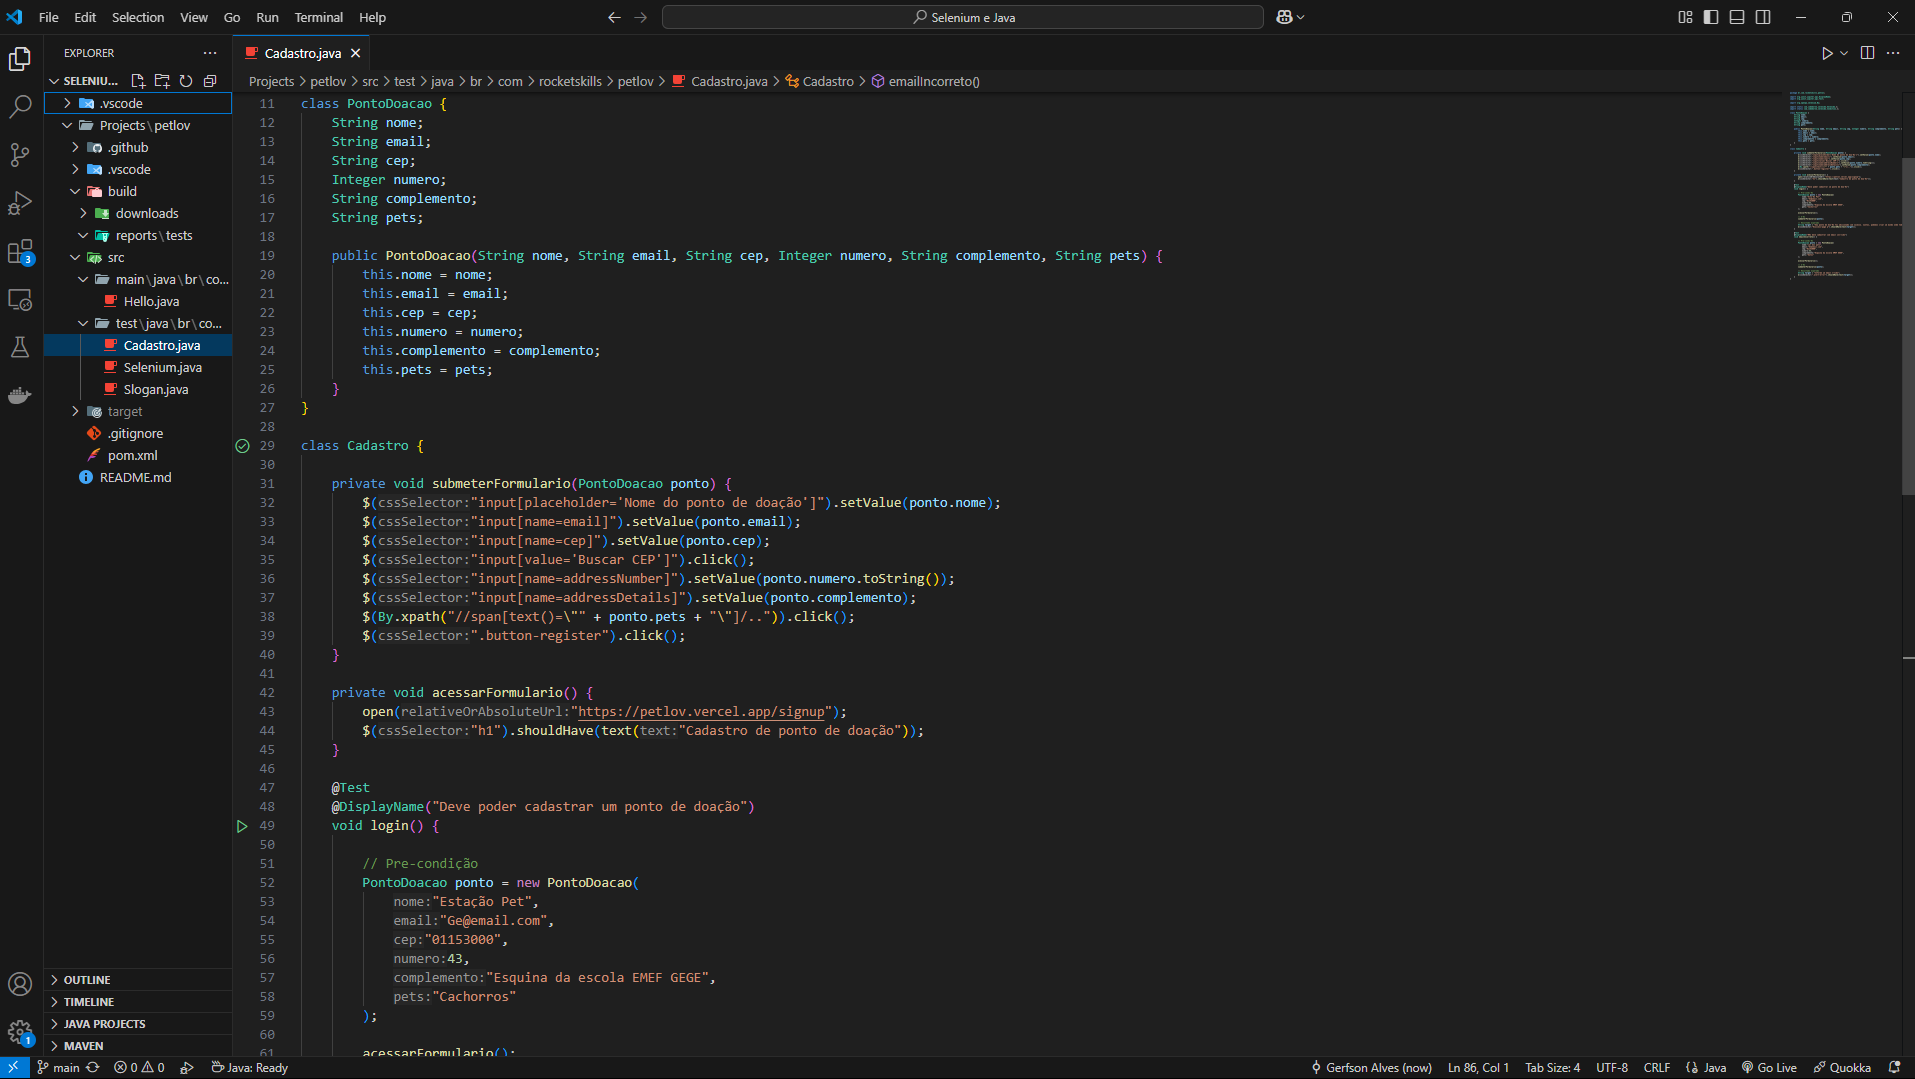 File Edit Selection View Go Run Terminal Help
Selenium e Java
EXPLORER
SELENIU...
.vscode
Projects\petlov
.github
.vscode
build
downloads
reports\tests
src
main\java\br\co...
Hello.java
test\java\br\co...
Cadastro.java
Selenium.java
Slogan.java
target
.gitignore
pom.xml
README.md
OUTLINE
TIMELINE
JAVA PROJECTS
MAVEN
3
1
Cadastro.java
Projects > petlov > src > test > java > br > com > rocketskills > petlov > Cadastro.java > Cadastro > emailIncorreto()
11 class PontoDoacao {
12 String nome;
13 String email;
14 String cep;
15 Integer numero;
16 String complemento;
17 String pets;
18
19 public PontoDoacao(String nome, String email, String cep, Integer numero, String complemento, String pets) {
20 this.nome = nome;
21 this.email = email;
22 this.cep = cep;
23 this.numero = numero;
24 this.complemento = complemento;
25 this.pets = pets;
26 }
27 }
28
29 class Cadastro {
30
31 private void submeterFormulario(PontoDoacao ponto) {
32 $(cssSelector:"input[placeholder='Nome do ponto de doação']").setValue(ponto.nome);
33 $(cssSelector:"input[name=email]").setValue(ponto.email);
34 $(cssSelector:"input[name=cep]").setValue(ponto.cep);
35 $(cssSelector:"input[value='Buscar CEP']").click();
36 $(cssSelector:"input[name=addressNumber]").setValue(ponto.numero.toString());
37 $(cssSelector:"input[name=addressDetails]").setValue(ponto.complemento);
38 $(By.xpath("//span[text()=\"" + ponto.pets + "\"]/..")).click();
39 $(cssSelector:".button-register").click();
40 }
41
42 private void acessarFormulario() {
43 open(relativeOrAbsoluteUrl:"https://petlov.vercel.app/signup");
44 $(cssSelector:"h1").shouldHave(text(text:"Cadastro de ponto de doação"));
45 }
46
47 @Test
48 @DisplayName("Deve poder cadastrar um ponto de doação")
49 void login() {
50
51 // Pre-condição
52 PontoDoacao ponto = new PontoDoacao(
53 nome:"Estação Pet",
54 email:"Ge@email.com",
55 cep:"01153000",
56 numero:43,
57 complemento:"Esquina da escola EMEF GEGE",
58 pets:"Cachorros"
59 );
60
61 acessarFormulario();
main 0 0 Java: Ready
Gerfson Alves (now) Ln 86, Col 1 Tab Size: 4 UTF-8 CRLF {} Java Go Live Quokka